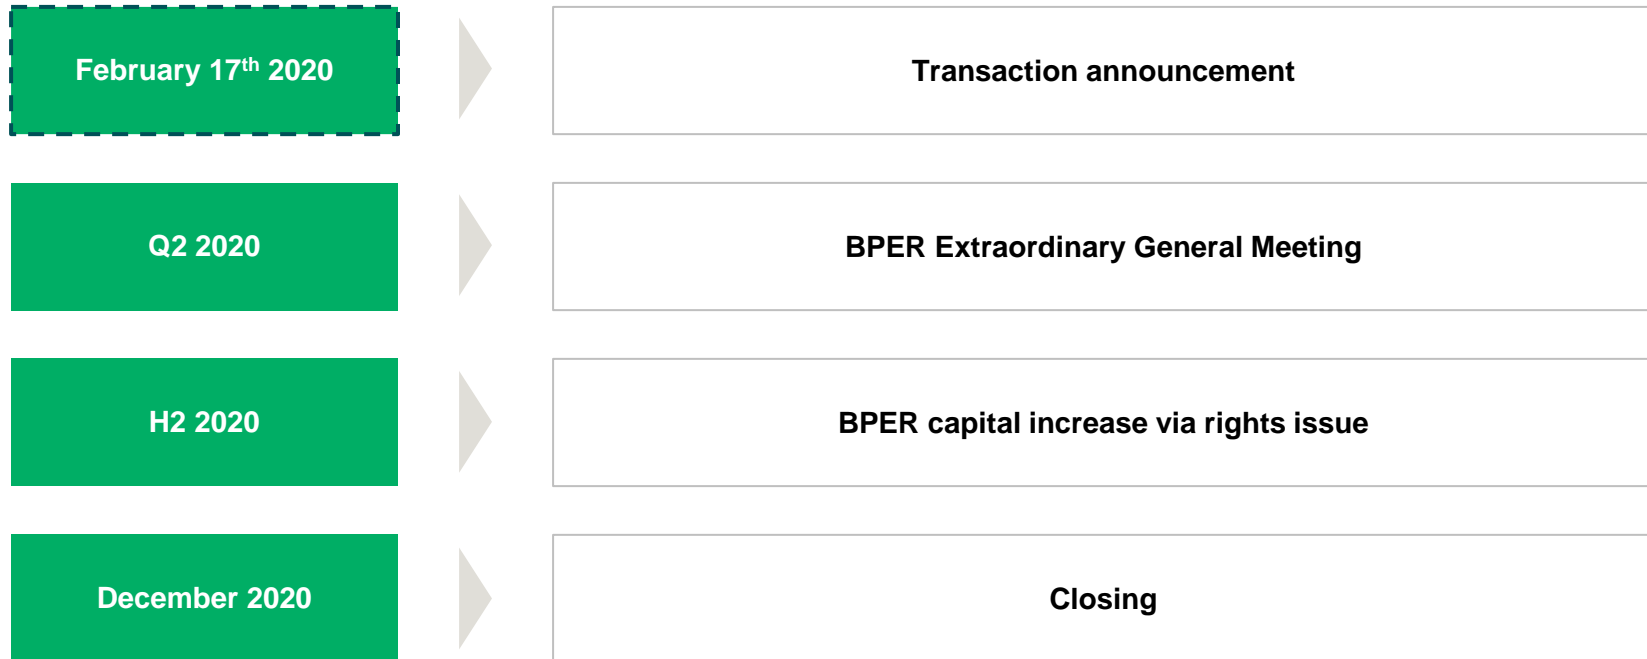 February 17th 2020
Transaction announcement
Q2 2020
BPER Extraordinary General Meeting
H2 2020
BPER capital increase via rights issue
December 2020
Closing